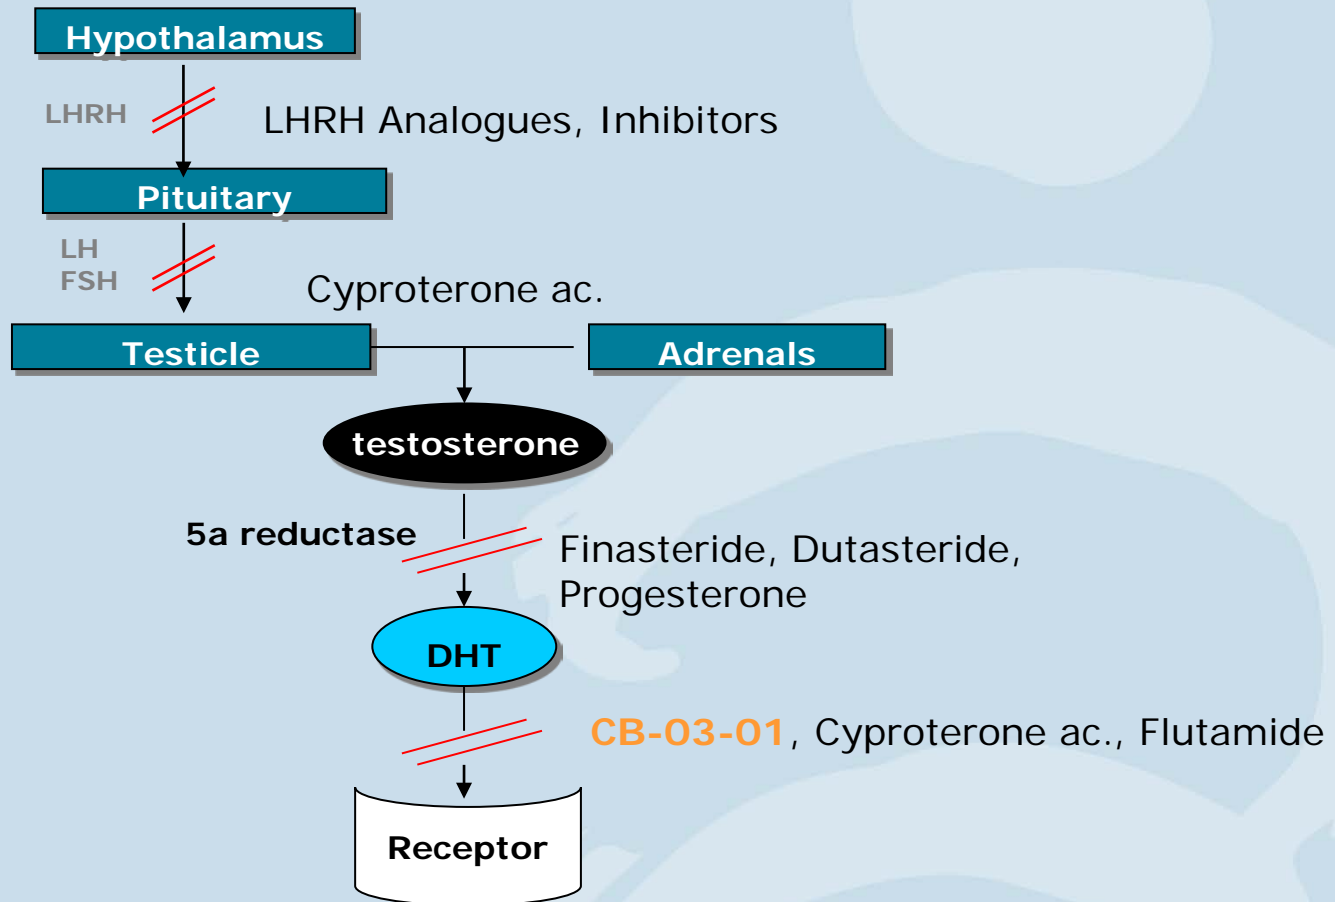 Hypothalamus
LHRH
LHRH Analogues, Inhibitors
Pituitary
LH
FSH
Cyproterone ac.
Testicle
Adrenals
testosterone
5a reductase
Finasteride, Dutasteride,
Progesterone
DHT
CB-03-01, Cyproterone ac., Flutamide
Receptor